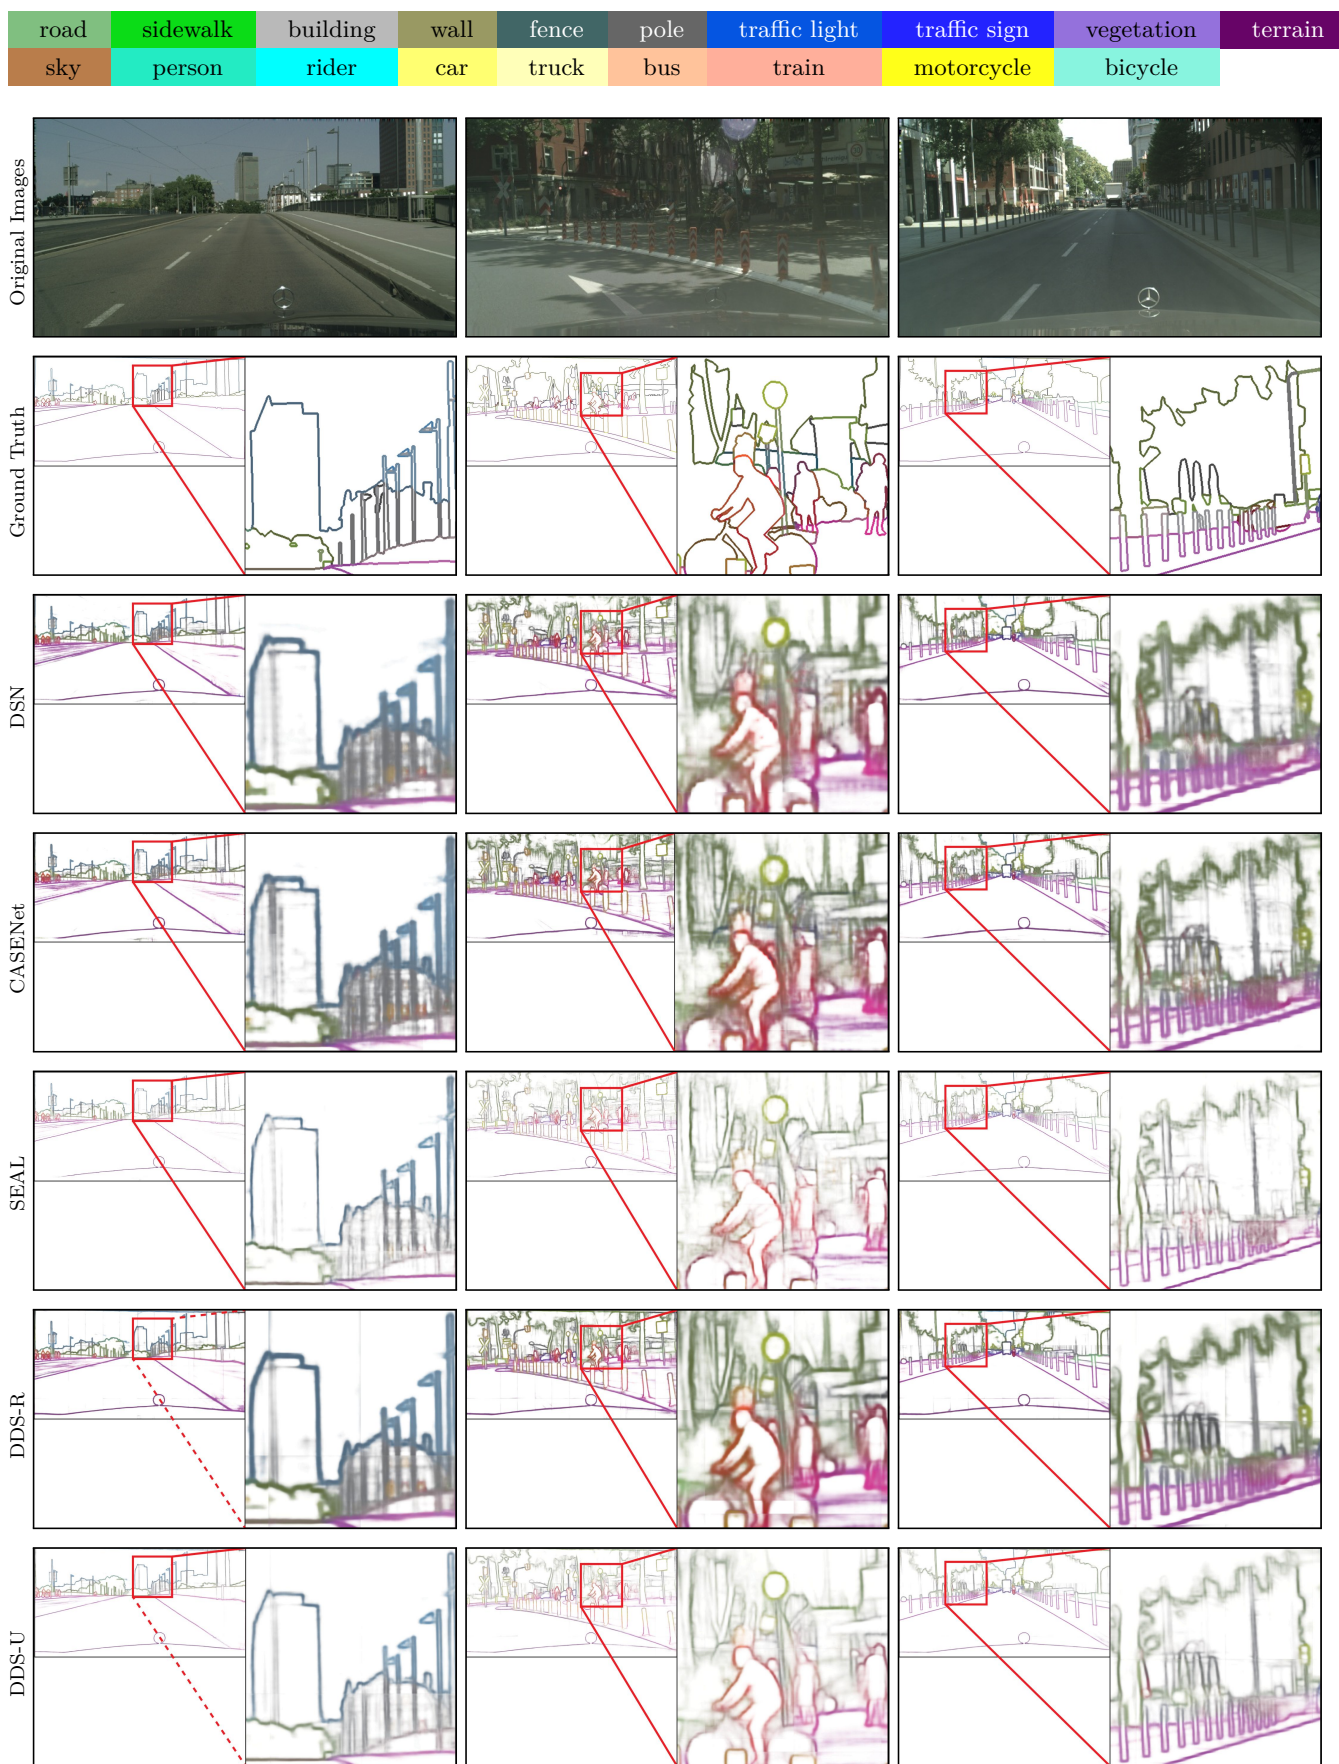 road sidewalk building wall fence pole traffic light traffic sign vegetation terrain
sky person rider car truck bus train motorcycle bicycle
Original Images
Ground Truth
DSN
CASENet
SEAL
DDS-R
DDS-U